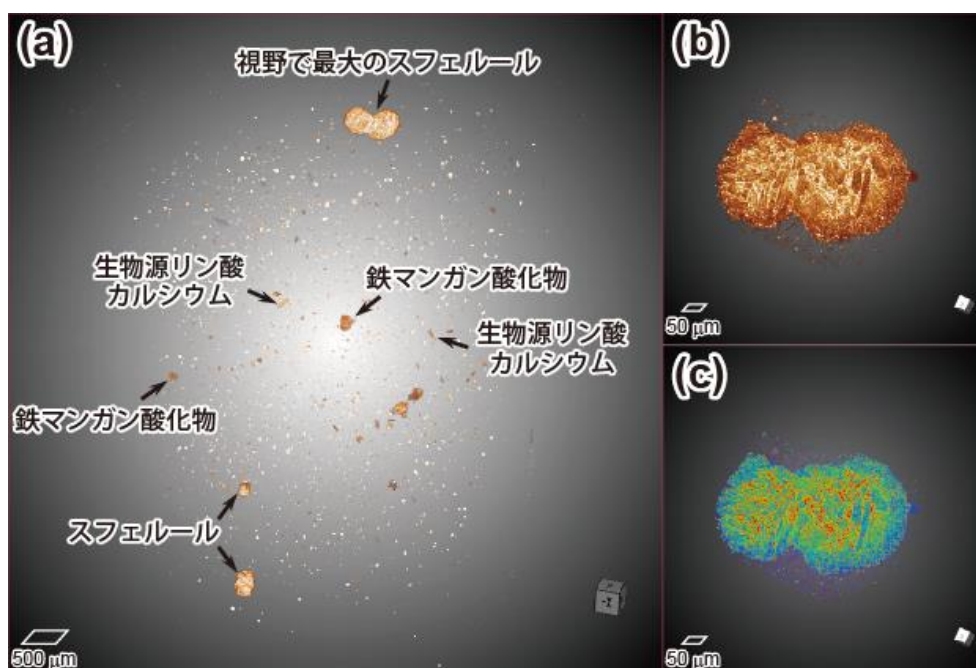 (a)
視野で最大のスフェルール
生物源リン酸
カルシウム
鉄マンガン酸化物
生物源リン酸
カルシウム
鉄マンガン酸化物
スフェルール
500 μm
(b)
50 μm
(c)
50 μm